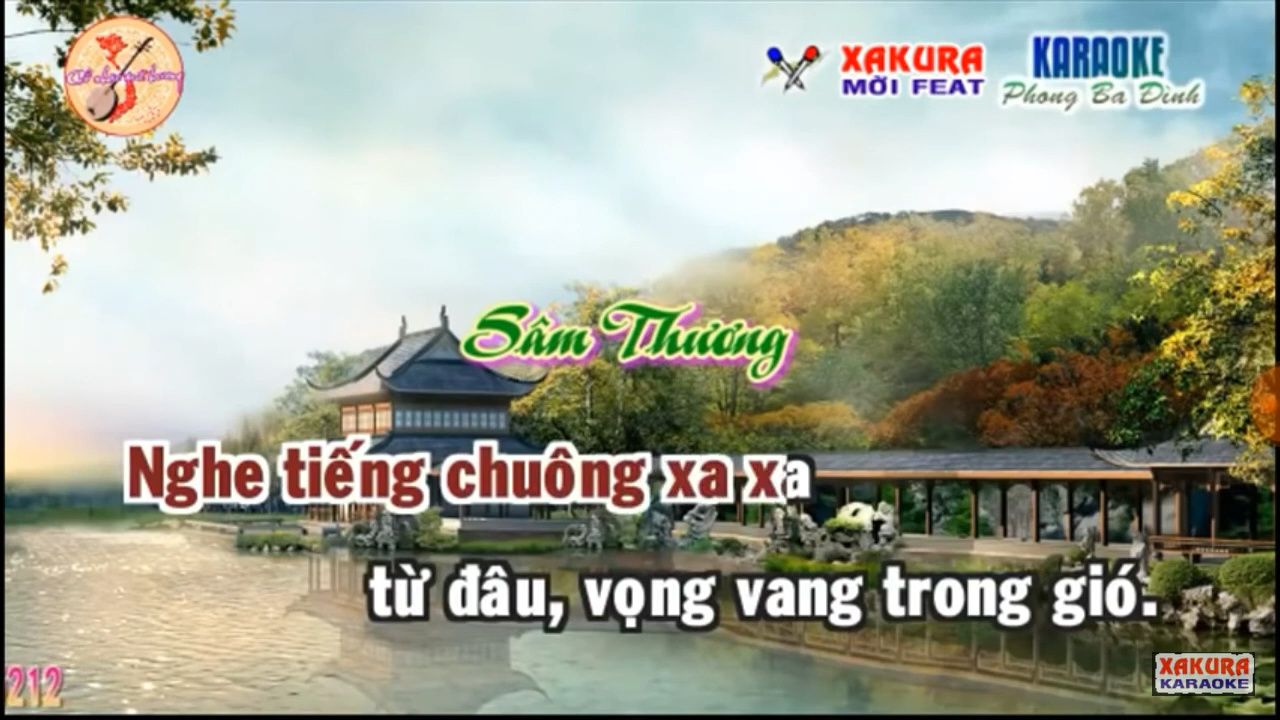 XAKURA
MỜI FEAT
KARAOKE
Phong Ba Đình
Sâm Thương
Nghe tiếng chuông xa xa
từ đâu, vọng vang trong gió.
212
XAKURA
KARAOKE